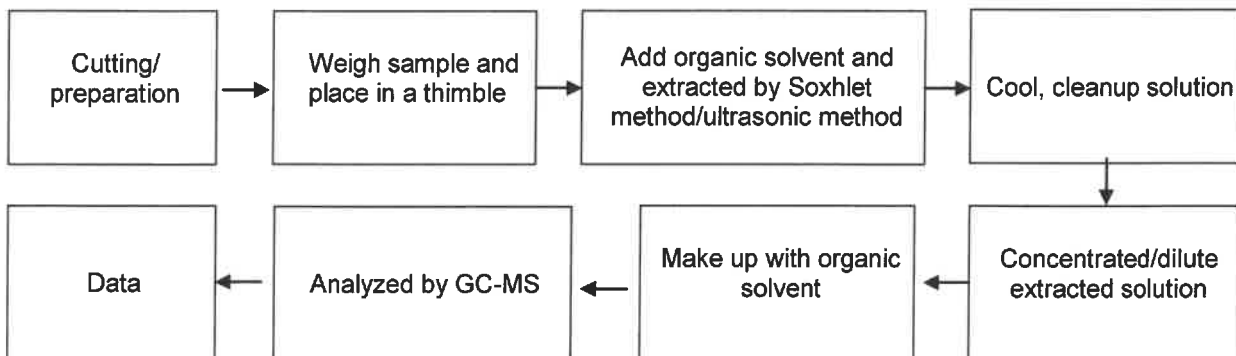 Cutting/
preparation
Weigh sample and
place in a thimble
Add organic solvent and
extracted by Soxhlet
method/ultrasonic method
Cool, cleanup solution
Concentrated/dilute
extracted solution
Make up with organic
solvent
Analyzed by GC-MS
Data